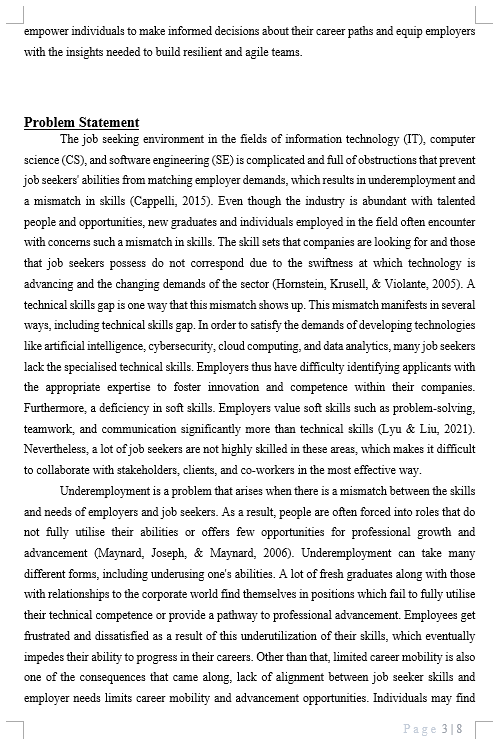 empower individuals to make informed decisions about their career paths and equip employers
with the insights needed to build resilient and agile teams.
Problem Statement
The job seeking environment in the fields of information technology (IT), computer
science (CS), and software engineering (SE) is complicated and full of obstructions that prevent
job seekers' abilities from matching employer demands, which results in underemployment and
a mismatch in skills (Cappelli, 2015). Even though the industry is abundant with talented
people and opportunities, new graduates and individuals employed in the field often encounter
with concerns such a mismatch in skills. The skill sets that companies are looking for and those
that job seekers possess do not correspond due to the swiftness at which technology is
advancing and the changing demands of the sector (Hornstein, Krusell, & Violante, 2005). A
technical skills gap is one way that this mismatch shows up. This mismatch manifests in several
ways, including technical skills gap. In order to satisfy the demands of developing technologies
like artificial intelligence, cybersecurity, cloud computing, and data analytics, many job seekers
lack the specialised technical skills. Employers thus have difficulty identifying applicants with
the appropriate expertise to foster innovation and competence within their companies.
Furthermore, a deficiency in soft skills. Employers value soft skills such as problem-solving,
teamwork, and communication significantly more than technical skills (Lyu & Liu, 2021).
Nevertheless, a lot of job seekers are not highly skilled in these areas, which makes it difficult
to collaborate with stakeholders, clients, and co-workers in the most effective way.
Underemployment is a problem that arises when there is a mismatch between the skills
and needs of employers and job seekers. As a result, people are often forced into roles that do
not fully utilise their abilities or offers few opportunities for professional growth and
advancement (Maynard, Joseph, & Maynard, 2006). Underemployment can take many
different forms, including underusing one's abilities. A lot of fresh graduates along with those
with relationships to the corporate world find themselves in positions which fail to fully utilise
their technical competence or provide a pathway to professional advancement. Employees get
frustrated and dissatisfied as a result of this underutilization of their skills, which eventually
impedes their ability to progress in their careers. Other than that, limited career mobility is also
one of the consequences that came along, lack of alignment between job seeker skills and
employer needs limits career mobility and advancement opportunities. Individuals may find
Page 3|8